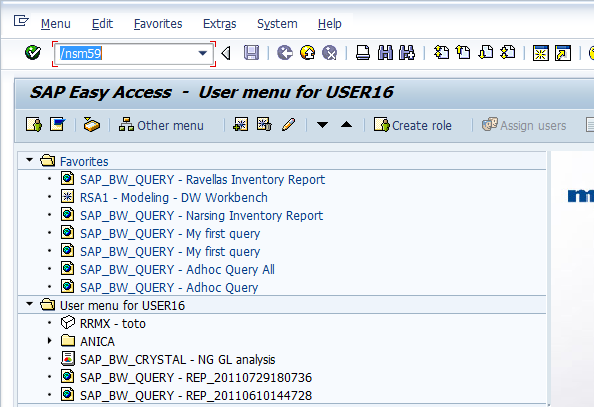 Menu Edit Favorites Extras System Help
/nsm59
SAP Easy Access - User menu for USER16
Other menu Create role Assign users
Favorites
SAP_BW_QUERY - Ravellas Inventory Report
RSA1 - Modeling - DW Workbench
SAP_BW_QUERY - Narsing Inventory Report
SAP_BW_QUERY - My first query
SAP_BW_QUERY - My first query
SAP_BW_QUERY - Adhoc Query All
SAP_BW_QUERY - Adhoc Query
User menu for USER16
RRMX - toto
ANICA
SAP_BW_CRYSTAL - NG GL analysis
SAP_BW_QUERY - REP_20110729180736
SAP_BW_QUERY - REP_20110610144728